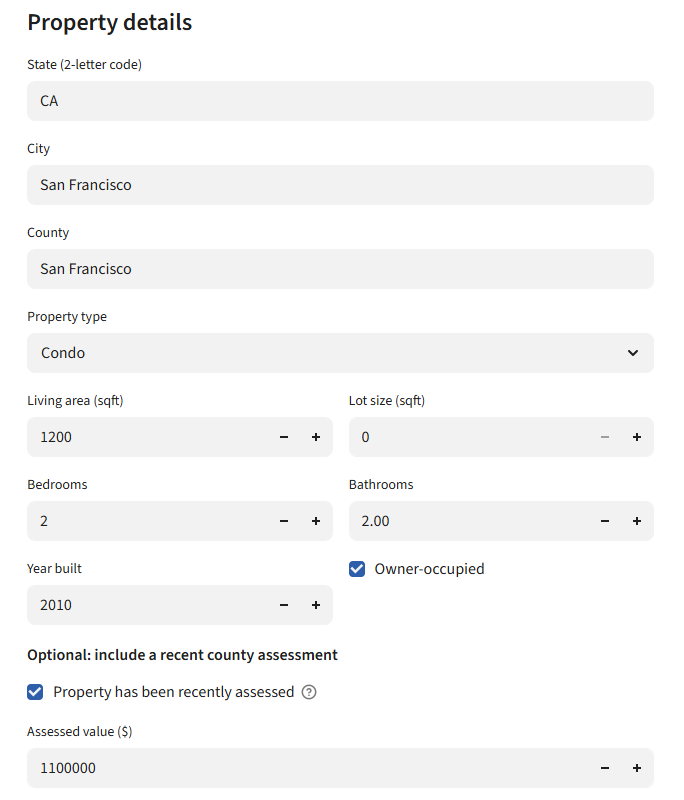 Property details
State (2-letter code)
CA
City
San Francisco
County
San Francisco
Property type
Condo
Living area (sqft) Lot size (sqft)
1200 0
Bedrooms Bathrooms
2 2.00
Year built Owner-occupied
2010
Optional: include a recent county assessment
Property has been recently assessed
Assessed value ($)
1100000